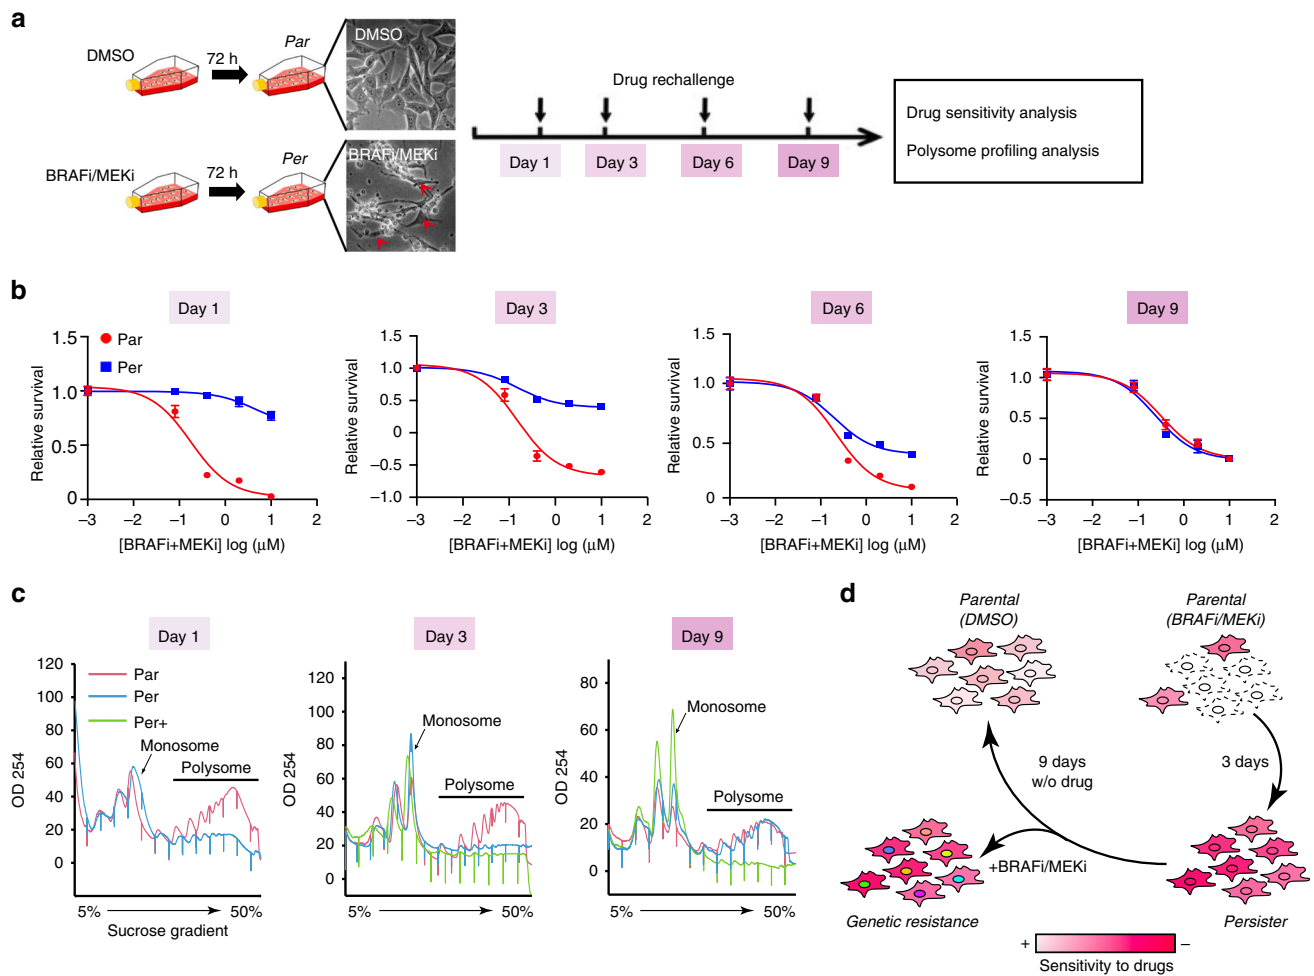 a
DMSO
72 h
Par
DMSO
BRAFi/MEKi
72 h
Per
BRAFi/MEKi
Drug rechallenge
Day 1
Day 3
Day 6
Day 9
Drug sensitivity analysis
Polysome profiling analysis
b
Day 1
Relative survival
1.5
1.0
0.5
0
Par
Per
–3
–2
–1
0
1
2
[BRAFi+MEKi] log (μM)
Day 3
Relative survival
1.5
1.0
0.5
0
–0.5
–1.0
–3
–2
–1
0
1
2
[BRAFi+MEKi] log (μM)
Day 6
Relative survival
1.5
1.0
0.5
0
–3
–2
–1
0
1
2
[BRAFi+MEKi] log (μM)
Day 9
Relative survival
1.5
1.0
0.5
0
–0.5
–3
–2
–1
0
1
2
[BRAFi+MEKi] log (μM)
c
Day 1
OD 254
120
100
80
60
40
20
0
Par
Per
Per+
Monosome
Polysome
5%
50%
Sucrose gradient
Day 3
OD 254
120
100
80
60
40
20
0
Monosome
Polysome
5%
50%
Day 9
OD 254
80
60
40
20
0
Monosome
Polysome
5%
50%
d
Parental
(DMSO)
Parental
(BRAFi/MEKi)
9 days
w/o drug
3 days
+BRAFi/MEKi
Genetic resistance
Persister
+
–
Sensitivity to drugs